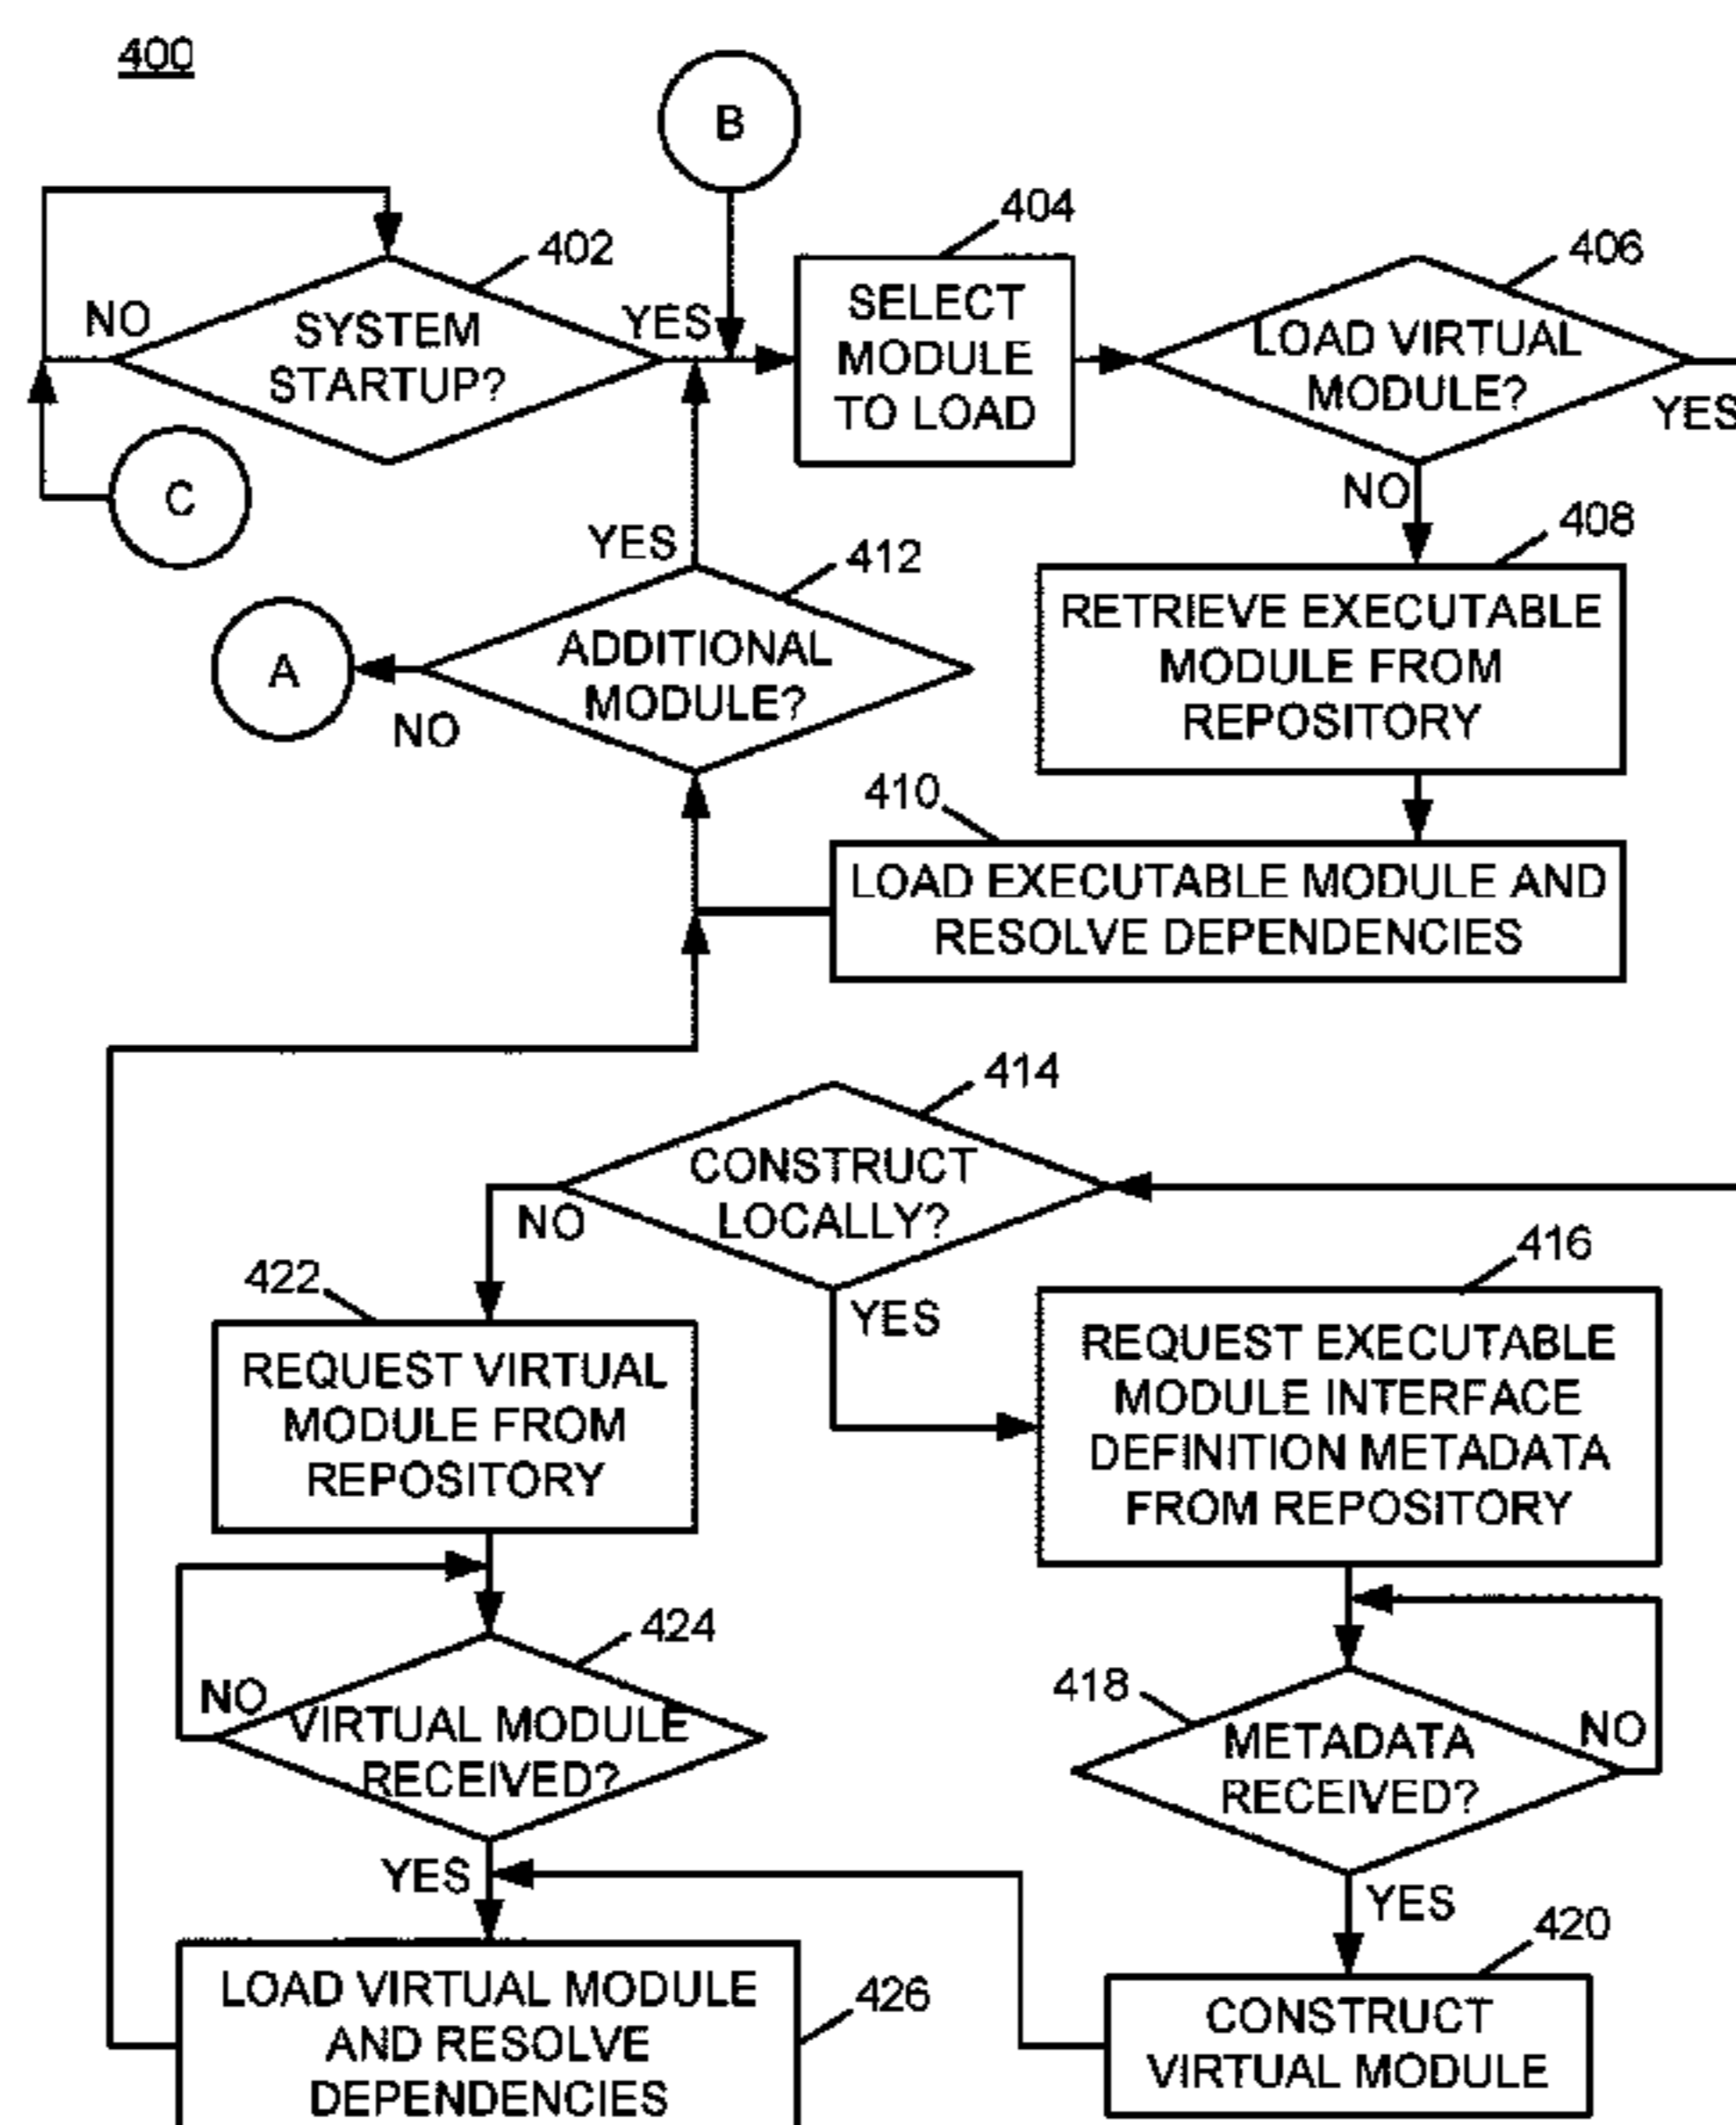 400
B
404
402
406
NO
SYSTEM
STARTUP?
YES
SELECT
MODULE
TO LOAD
LOAD VIRTUAL
MODULE?
YES
C
NO
408
YES
412
RETRIEVE EXECUTABLE
MODULE FROM
REPOSITORY
A
ADDITIONAL
MODULE?
NO
410
LOAD EXECUTABLE MODULE AND
RESOLVE DEPENDENCIES
414
CONSTRUCT
LOCALLY?
NO
YES
416
422
REQUEST VIRTUAL
MODULE FROM
REPOSITORY
REQUEST EXECUTABLE
MODULE INTERFACE
DEFINITION METADATA
FROM REPOSITORY
424
NO
VIRTUAL MODULE
RECEIVED?
418
METADATA
RECEIVED?
NO
YES
YES
420
LOAD VIRTUAL MODULE
AND RESOLVE
DEPENDENCIES
426
CONSTRUCT
VIRTUAL MODULE